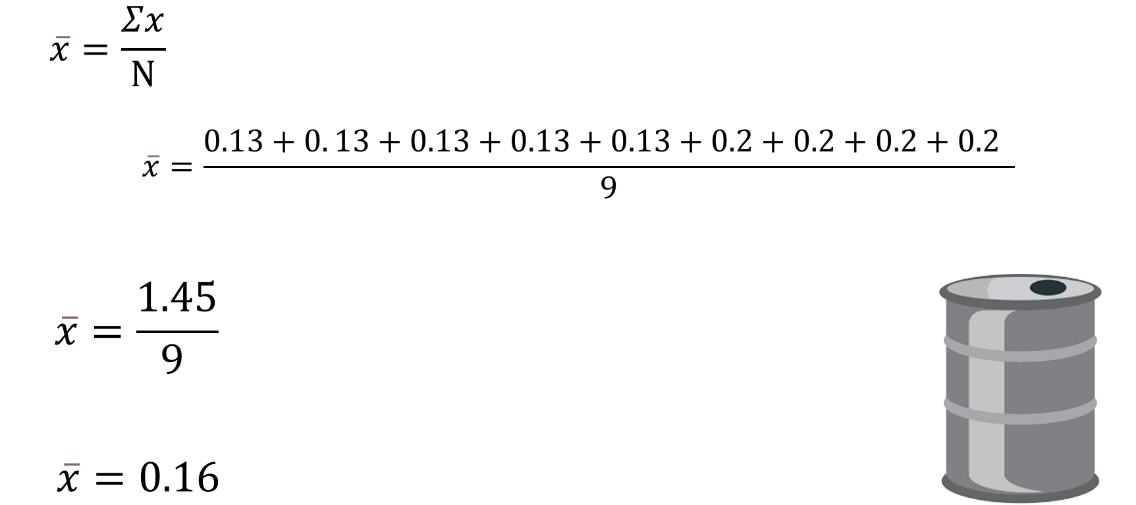 x̄ = Σx / N
x̄ = 0.13 + 0. 13 + 0.13 + 0.13 + 0.13 + 0.2 + 0.2 + 0.2 + 0.2 / 9
x̄ = 1.45 / 9
x̄ = 0.16